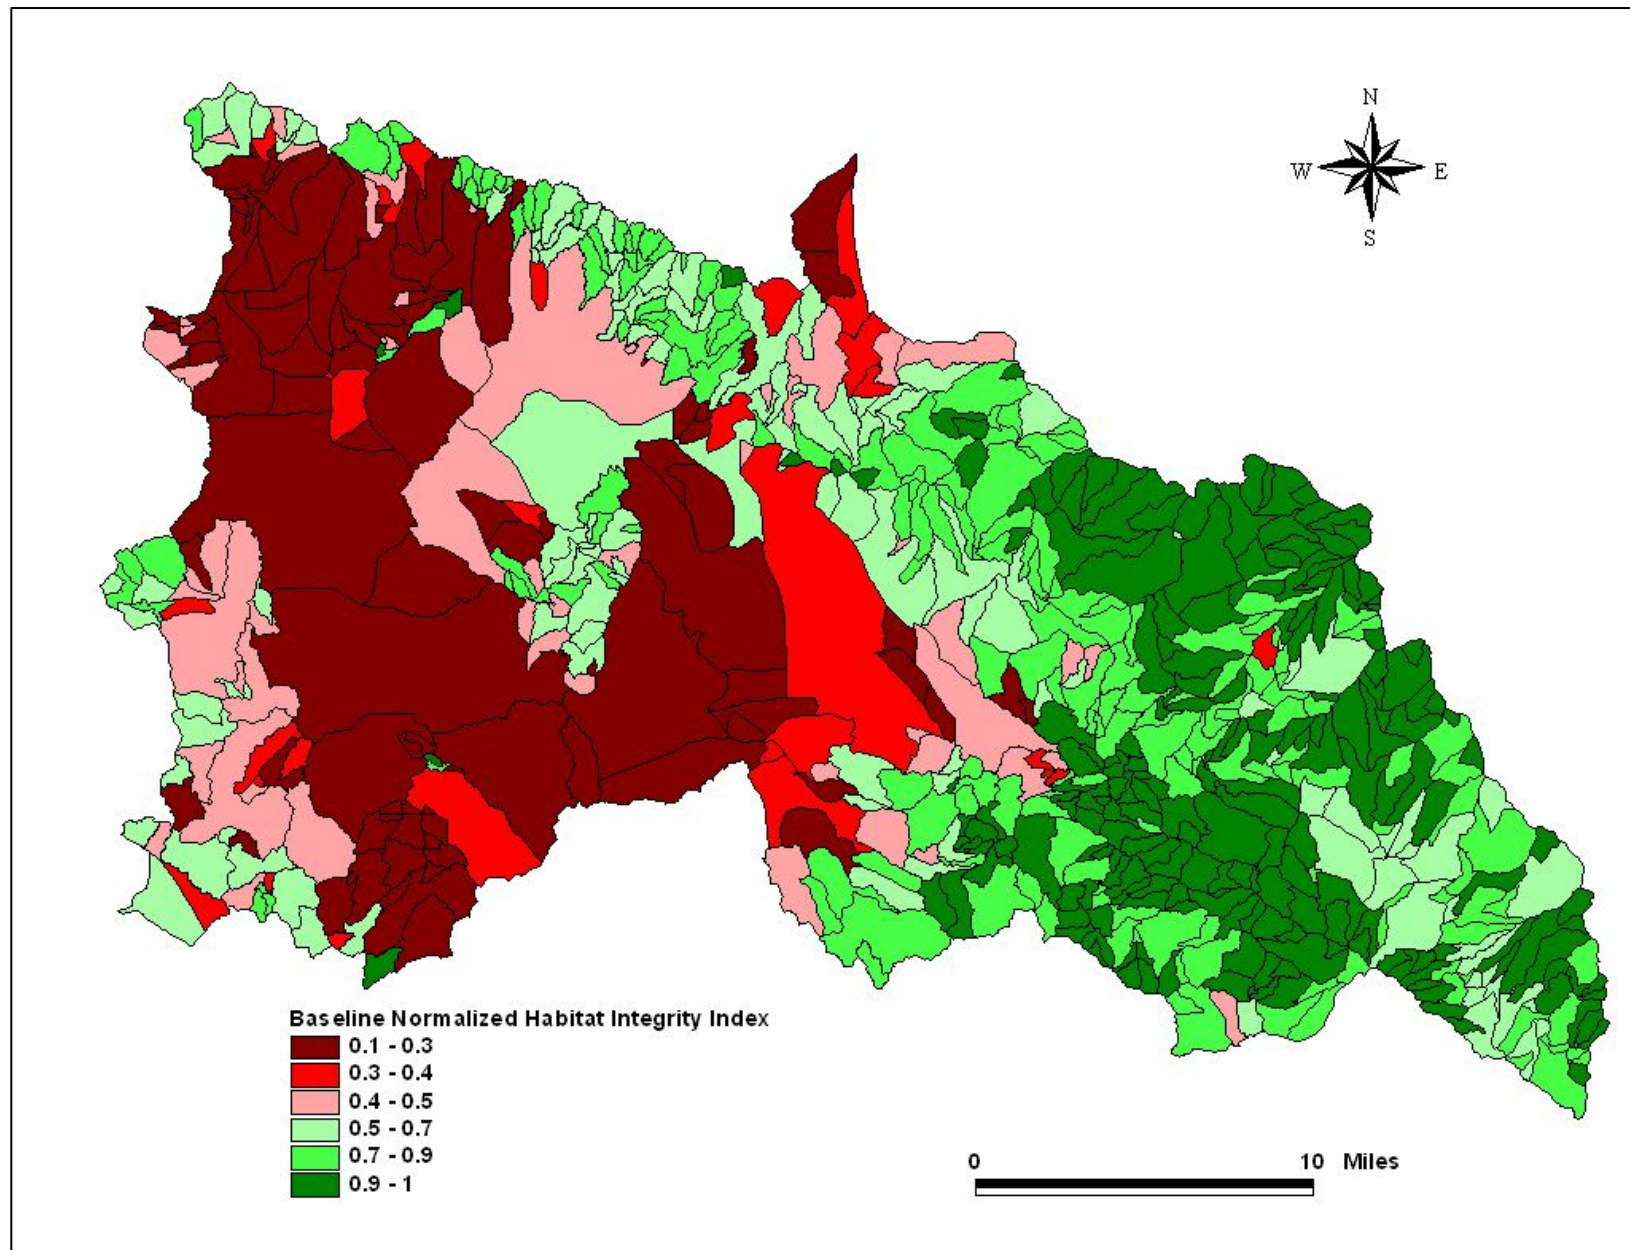 N
W E
S
Baseline Normalized Habitat Integrity Index
0.1 - 0.3
0.3 - 0.4
0.4 - 0.5
0.5 - 0.7
0.7 - 0.9
0.9 - 1
0 10 Miles